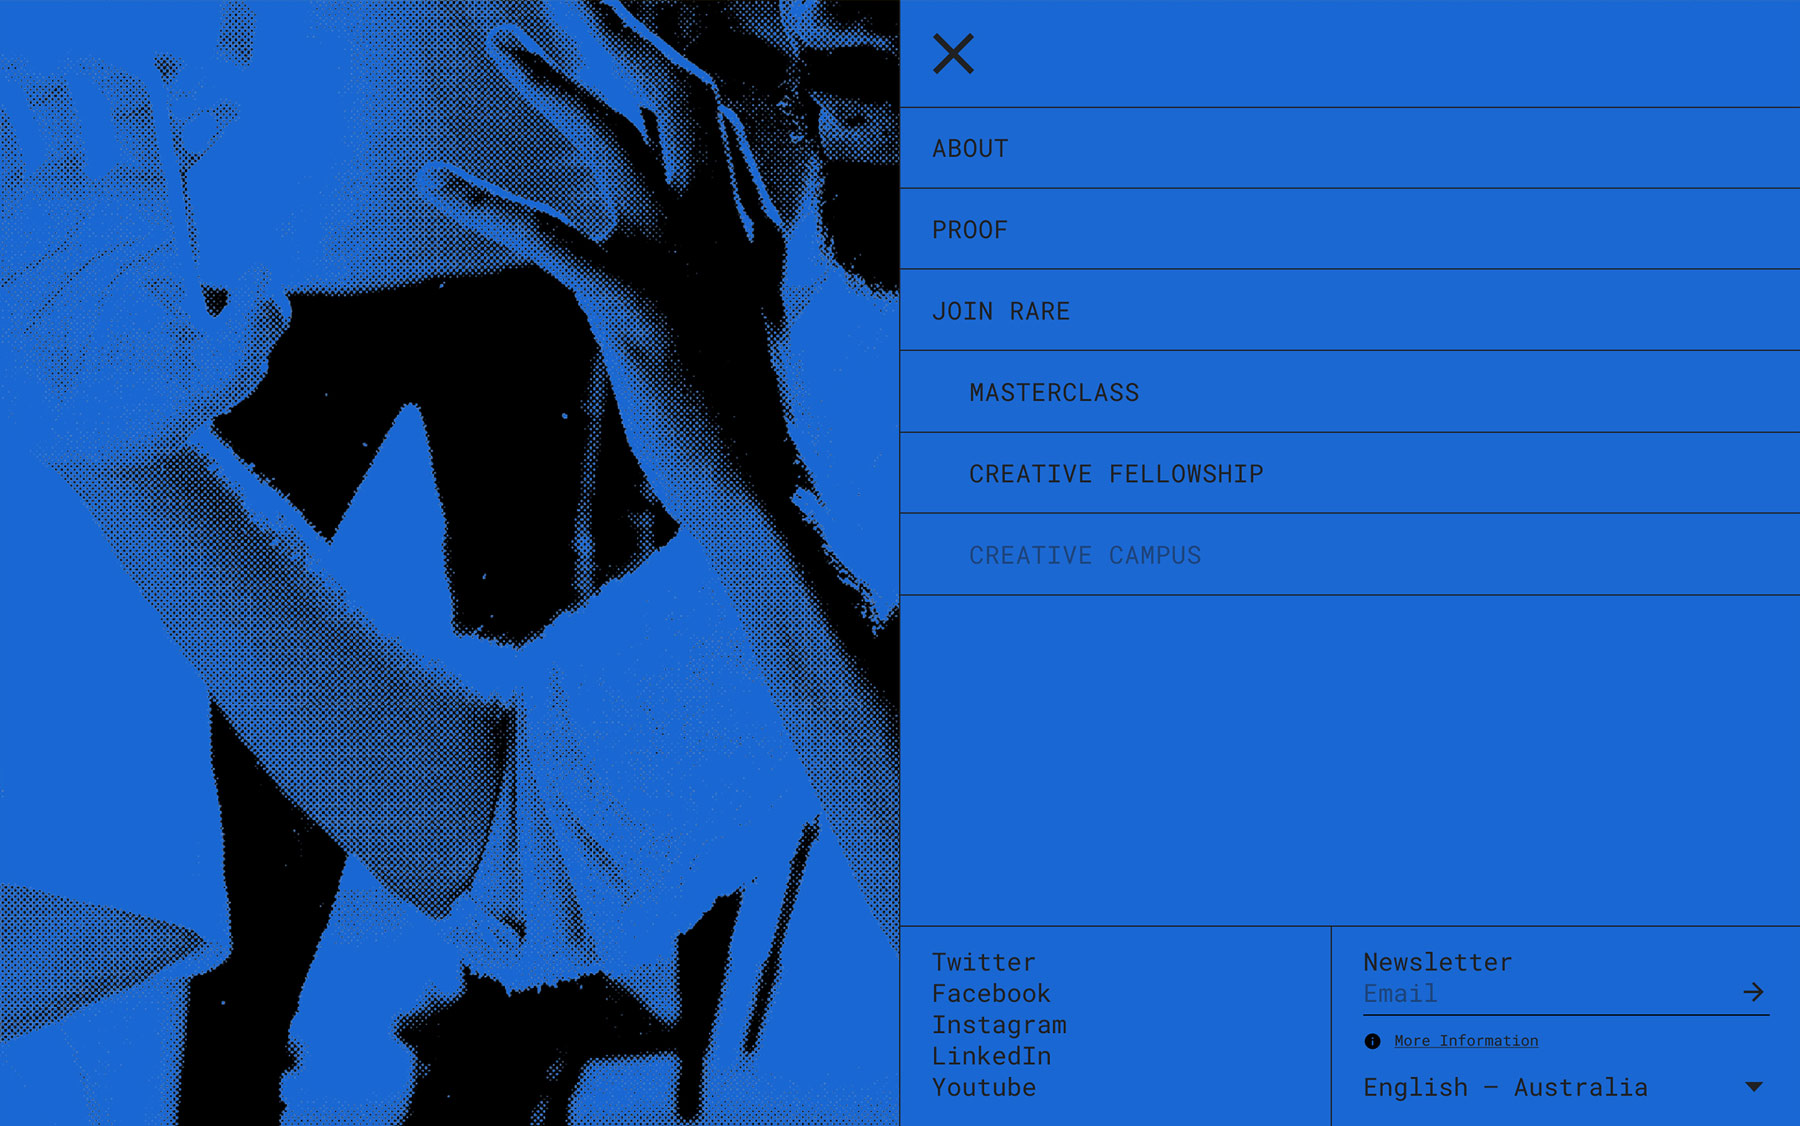 ABOUT
PROOF
JOIN RARE
MASTERCLASS
CREATIVE FELLOWSHIP
CREATIVE CAMPUS
Twitter
Facebook
Instagram
LinkedIn
Youtube
Newsletter
Email
More Information
English – Australia